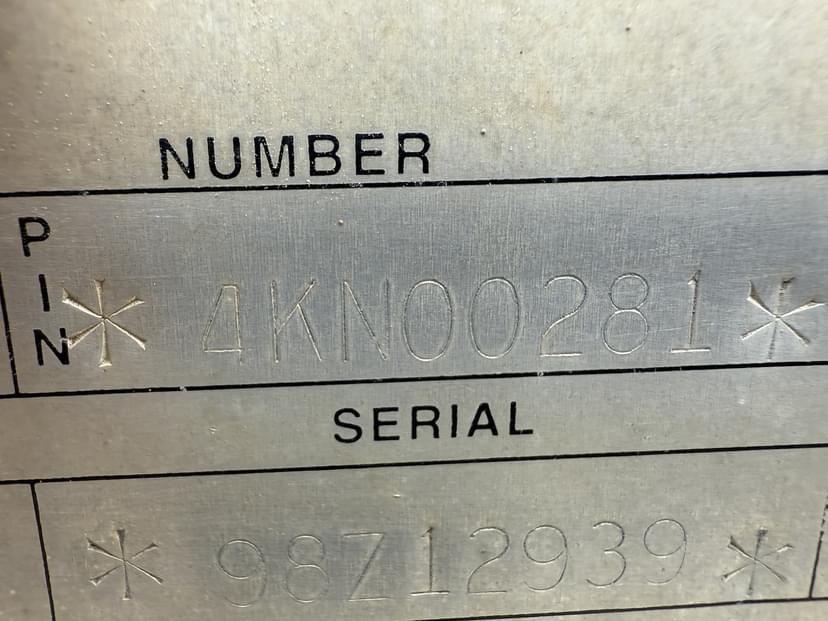 NUMBER
PIN
* 4KN00281 *
SERIAL
* 98Z12939 *